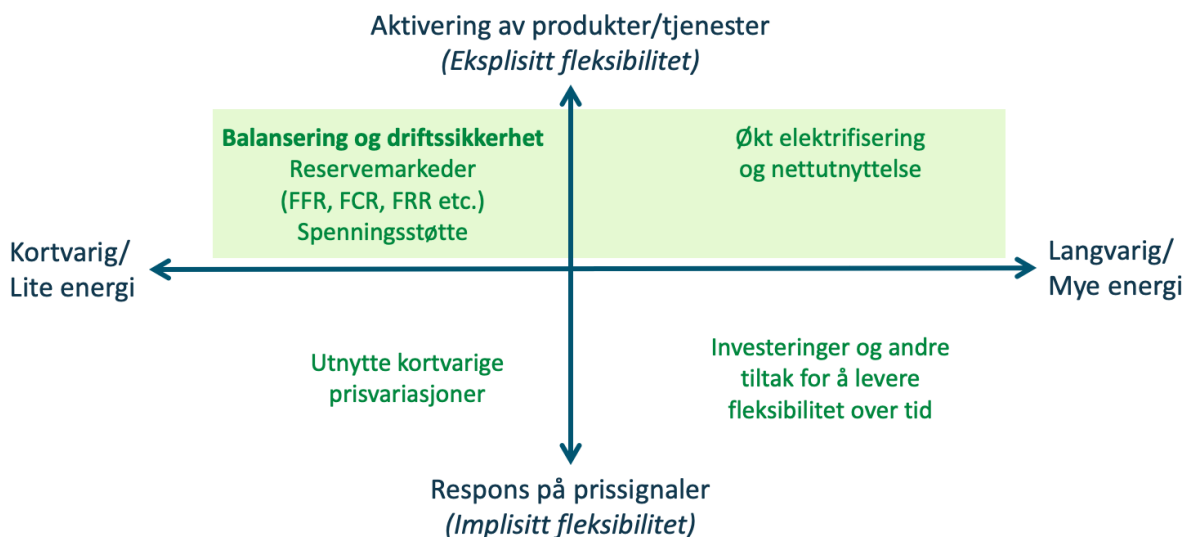 Aktivering av produkter/tjenester
(Eksplisitt fleksibilitet)
Balansering og driftssikkerhet
Reservemarkeder
(FFR, FCR, FRR etc.)
Spenningsstøtte
Økt elektrifisering
og nettutnyttelse
Kortvarig/
Lite energi
Langvarig/
Mye energi
Utnytte kortvarige
prisvariasjoner
Investeringer og andre
tiltak for å levere
fleksibilitet over tid
Respons på prissignaler
(Implisitt fleksibilitet)